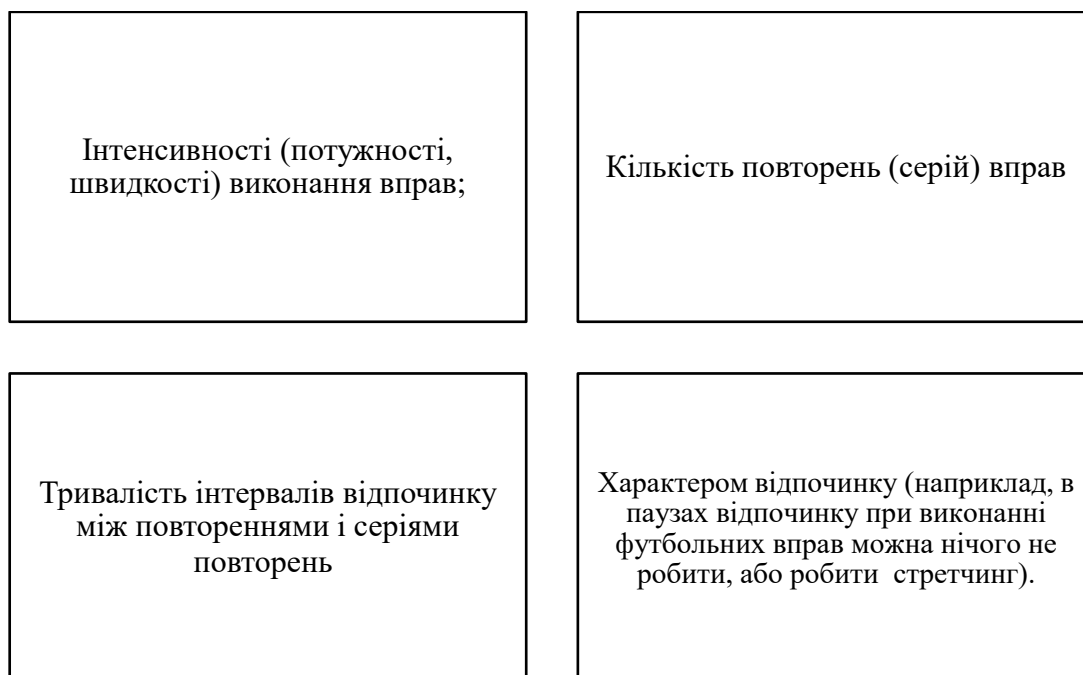 Інтенсивності (потужності,
швидкості) виконання вправ;
Кількість повторень (серій) вправ
Тривалість інтервалів відпочинку
між повтореннями і серіями
повторень
Характером відпочинку (наприклад, в
паузах відпочинку при виконанні
футбольних вправ можна нічого не
робити, або робити  стретчинг).